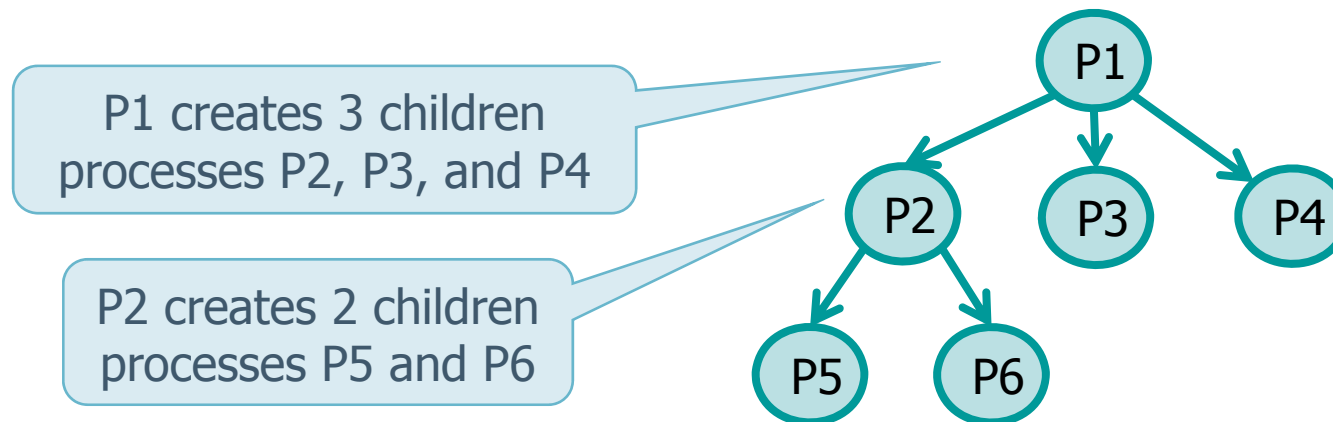 P1
P1 creates 3 children
processes P2, P3, and P4
P2
P3
P4
P2 creates 2 children
processes P5 and P6
P5
P6